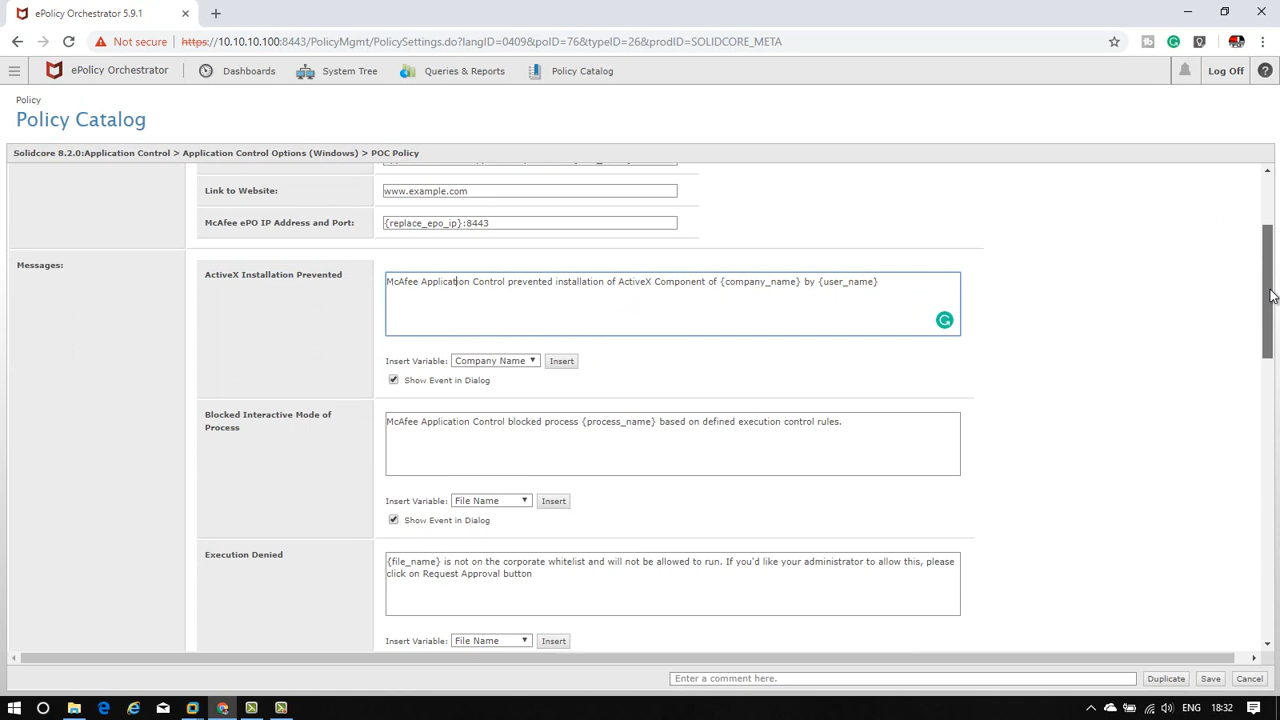 ePolicy Orchestrator 5.9.1
Not secure https://10.10.10.100:8443/PolicyMgmt/PolicySettings.do?langID=0409&poID=76&typeID=26&prodID=SOLIDCORE_META
ePolicy Orchestrator Dashboards System Tree Queries & Reports Policy Catalog Log Off ?
Policy
Policy Catalog
Solidcore 8.2.0:Application Control > Application Control Options (Windows) > POC Policy
Link to Website: www.example.com
McAfee ePO IP Address and Port: {replace_epo_ip}:8443
Messages:
ActiveX Installation Prevented
McAfee Application Control prevented installation of ActiveX Component of {company_name} by {user_name}
Insert Variable: Company Name Insert
Show Event in Dialog
Blocked Interactive Mode of
Process
McAfee Application Control blocked process {process_name} based on defined execution control rules.
Insert Variable: File Name Insert
Show Event in Dialog
Execution Denied
{file_name} is not on the corporate whitelist and will not be allowed to run. If you'd like your administrator to allow this, please
click on Request Approval button
Insert Variable: File Name Insert
Enter a comment here. Duplicate Save Cancel
ENG 18:32